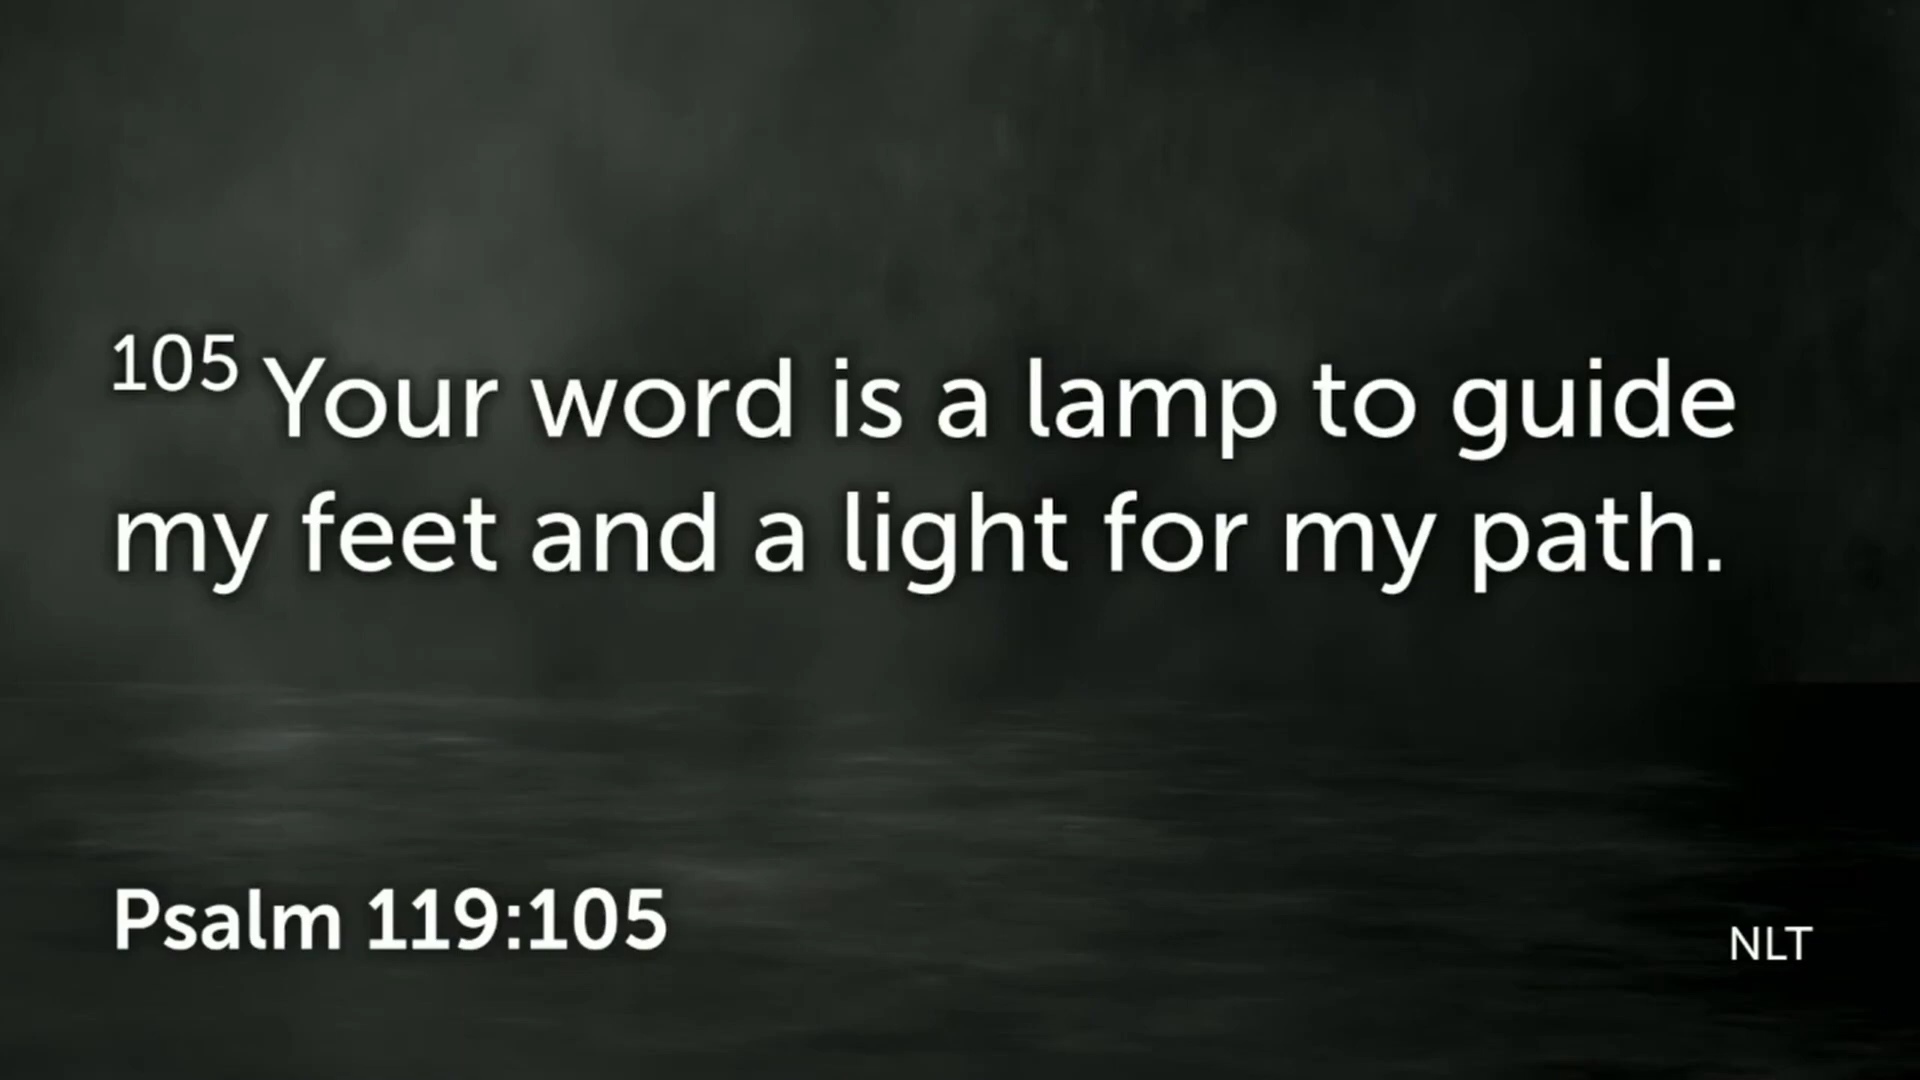 105 Your word is a lamp to guide
my feet and a light for my path.
Psalm 119:105
NLT